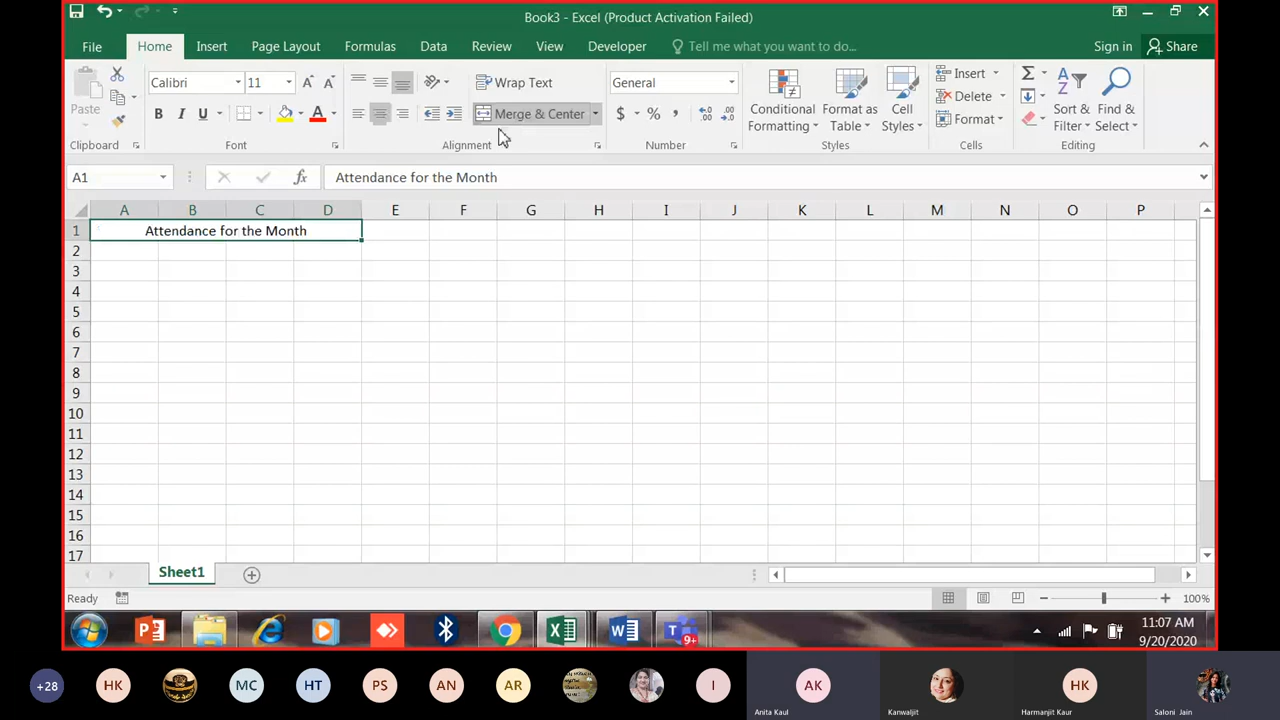 Book3 - Excel (Product Activation Failed)
File Home Insert Page Layout Formulas Data Review View Developer Tell me what you want to do... Sign in Share
Calibri 11 Wrap Text General Insert Σ
Paste Delete
B I U Merge & Center $ % , Conditional Formatting Format as Table Cell Styles Format Sort & Filter Find & Select
Clipboard Font Alignment Number Styles Cells Editing
A1 fx Attendance for the Month
A B C D E F G H I J K L M N O P
1 Attendance for the Month
2
3
4
5
6
7
8
9
10
11
12
13
14
15
16
17
Sheet1
Ready 100%
11:07 AM
9/20/2020
9+
+28 HK MC HT PS AN AR I AK HK
Anita Kaul Kanwaljit Harmanjit Kaur Saloni Jain